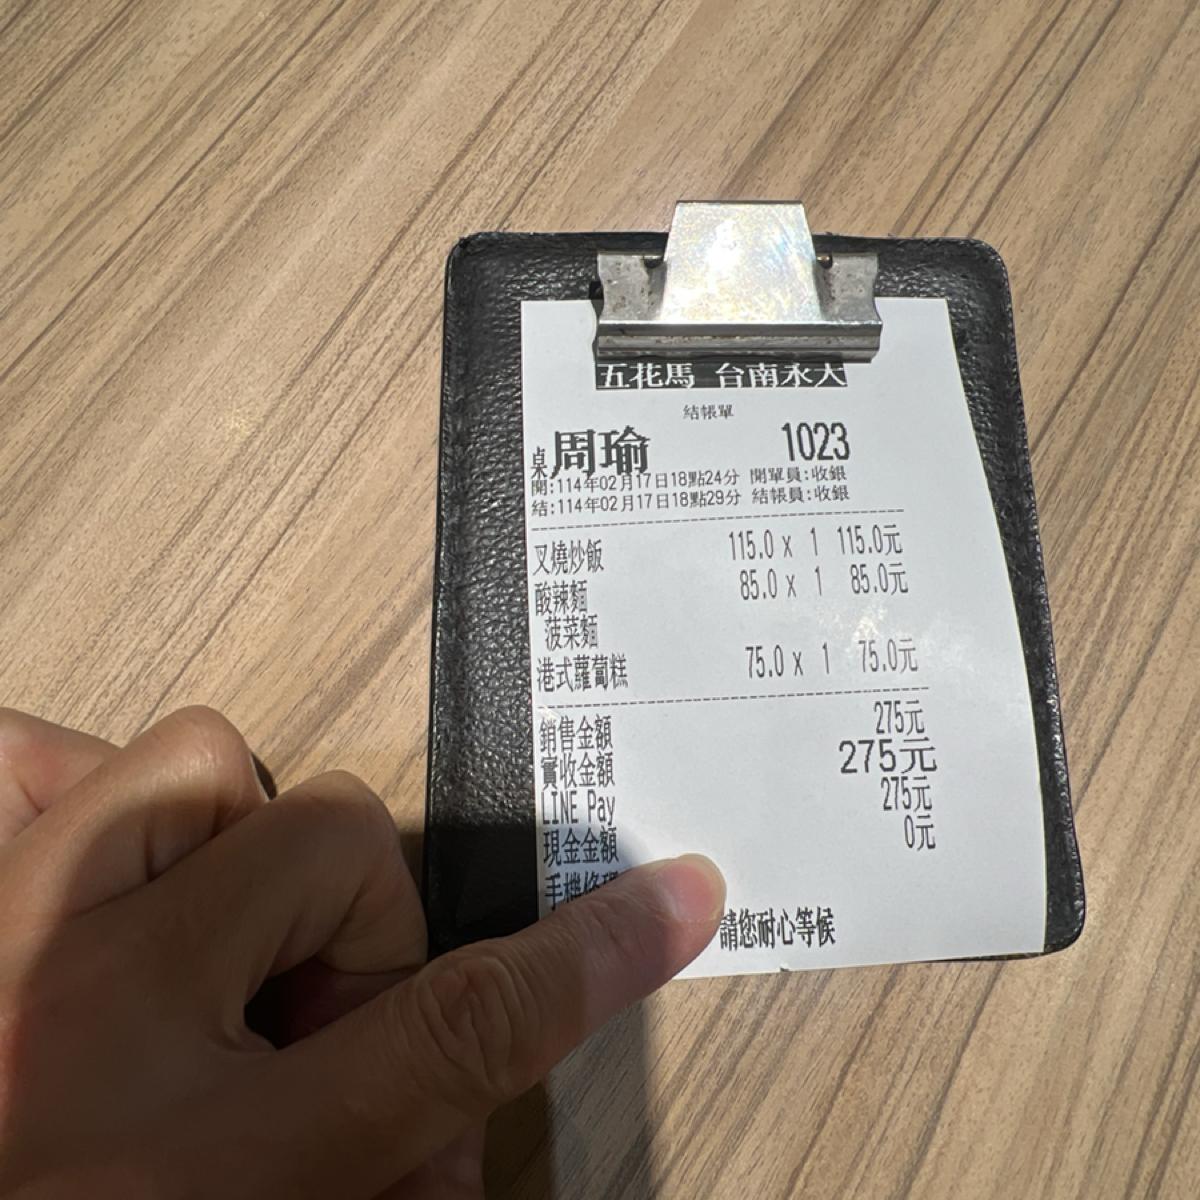 五花馬 台南永大
結帳單
桌周瑜 1023
開:114年02月17日18點24分 開單員:收銀
結:114年02月17日18點29分 結帳員:收銀
叉燒炒飯 115.0 x 1 115.0元
酸辣麵 85.0 x 1 85.0元
菠菜麵
港式蘿蔔糕 75.0 x 1 75.0元
銷售金額 275元
實收金額 275元
LINE Pay 275元
現金金額 0元
手機條碼
請您耐心等候